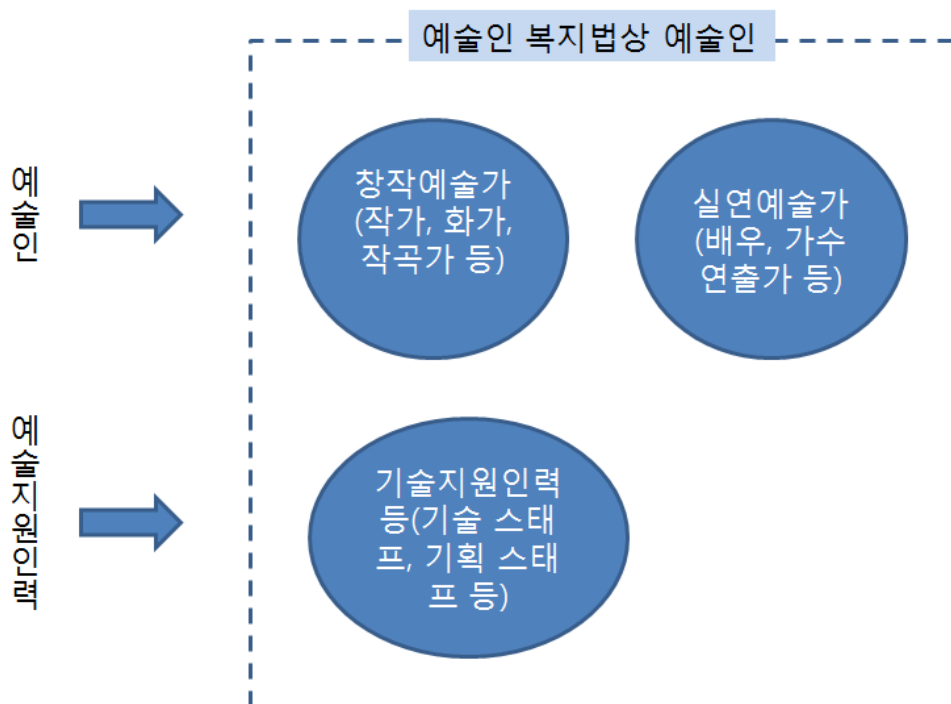 예술인 복지법상 예술인
예술인
창작예술가
(작가, 화가,
작곡가 등)
실연예술가
(배우, 가수
연출가 등)
예술지원인력
기술지원인력
등(기술 스태
프, 기획 스태
프 등)